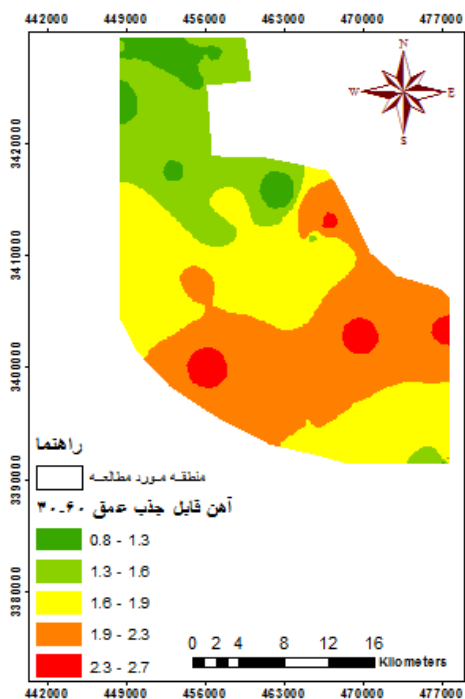 442000 449000 456000 463000 470000 477000
N
W E
S
3420000
3410000
3400000
3390000
3380000
راهنما
منطقه مورد مطالعه
آهن قابل جذب عمق ۶۰-۳۰
0.8 - 1.3
1.3 - 1.6
1.6 - 1.9
1.9 - 2.3
2.3 - 2.7
0 2 4 8 12 16
Kilometers
442000 449000 456000 463000 470000 477000